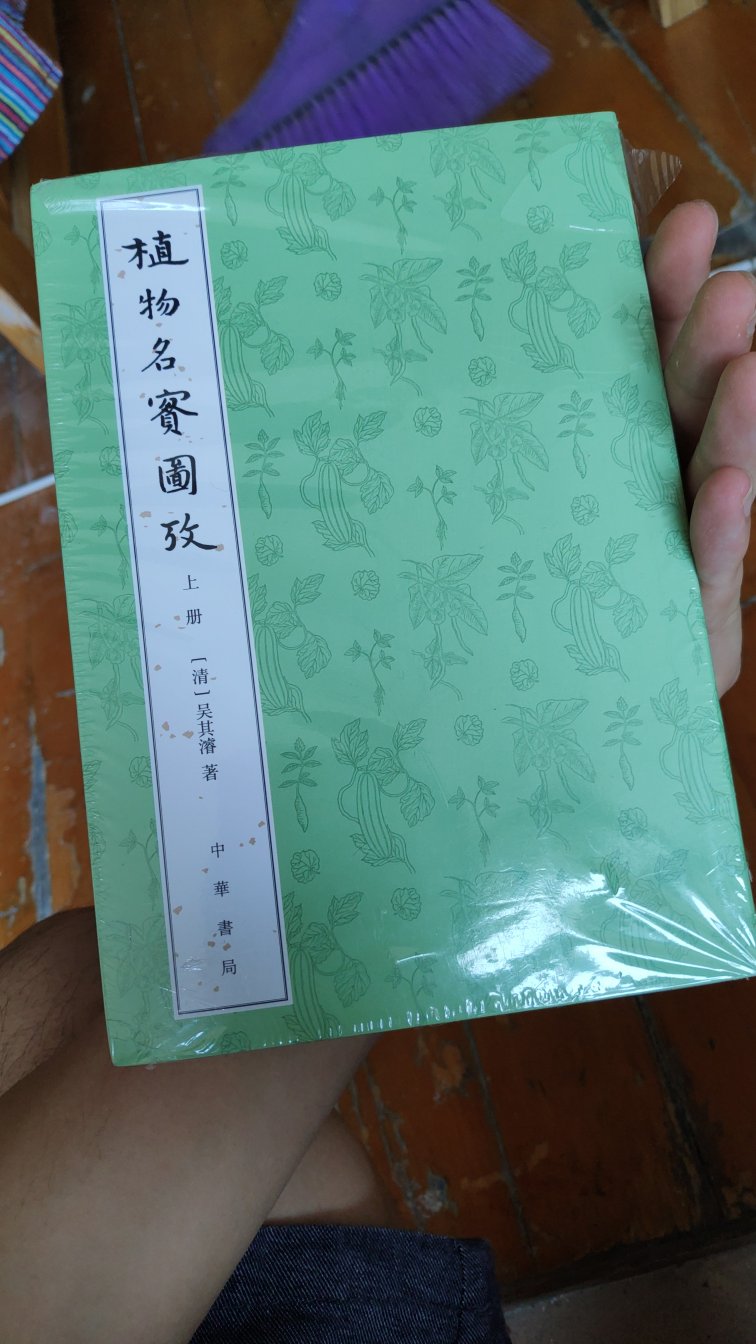 植物名實圖攷
上册
〔清〕吴其濬 著
中華書局